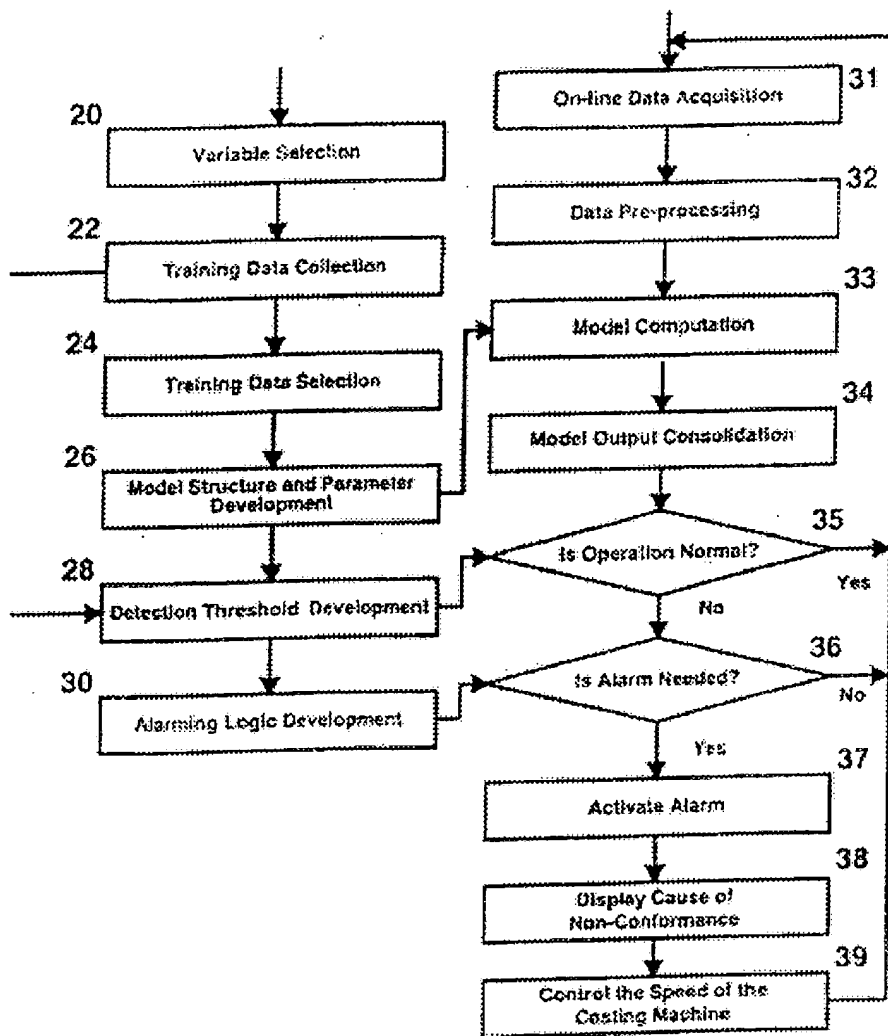 20
Variable Selection
22
Training Data Collection
24
Training Data Selection
26
Model Structure and Parameter
Development
28
Detection Threshold Development
30
Alarming Logic Development
31
On-line Data Acquisition
32
Data Pre-processing
33
Model Computation
34
Model Output Consolidation
35
Is Operation Normal?
Yes
No
36
Is Alarm Needed?
No
Yes
37
Activate Alarm
38
Display Cause of
Non-Conformance
39
Control the Speed of the
Casting Machine